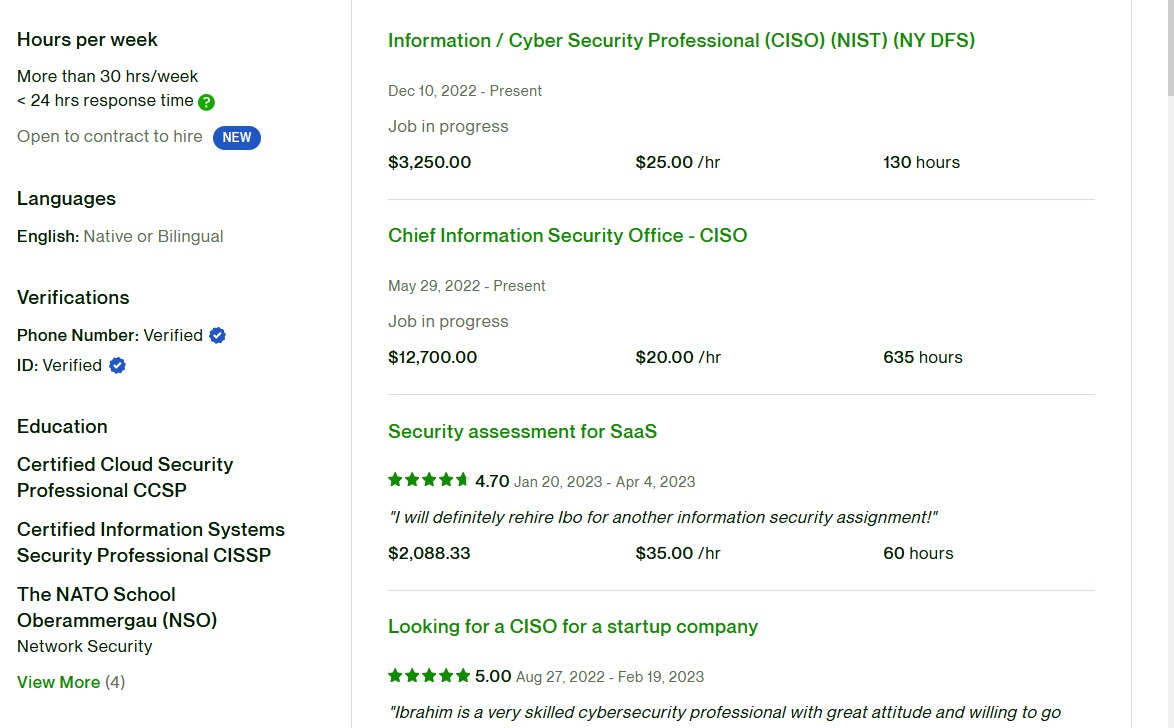 Hours per week
More than 30 hrs/week
< 24 hrs response time ?
Open to contract to hire NEW
Languages
English: Native or Bilingual
Verifications
Phone Number: Verified
ID: Verified
Education
Certified Cloud Security
Professional CCSP
Certified Information Systems
Security Professional CISSP
The NATO School
Oberammergau (NSO)
Network Security
View More (4)
Information / Cyber Security Professional (CISO) (NIST) (NY DFS)
Dec 10, 2022 - Present
Job in progress
$3,250.00 $25.00 /hr 130 hours
Chief Information Security Office - CISO
May 29, 2022 - Present
Job in progress
$12,700.00 $20.00 /hr 635 hours
Security assessment for SaaS
4.70 Jan 20, 2023 - Apr 4, 2023
"I will definitely rehire Ibo for another information security assignment!"
$2,088.33 $35.00 /hr 60 hours
Looking for a CISO for a startup company
5.00 Aug 27, 2022 - Feb 19, 2023
"Ibrahim is a very skilled cybersecurity professional with great attitude and willing to go